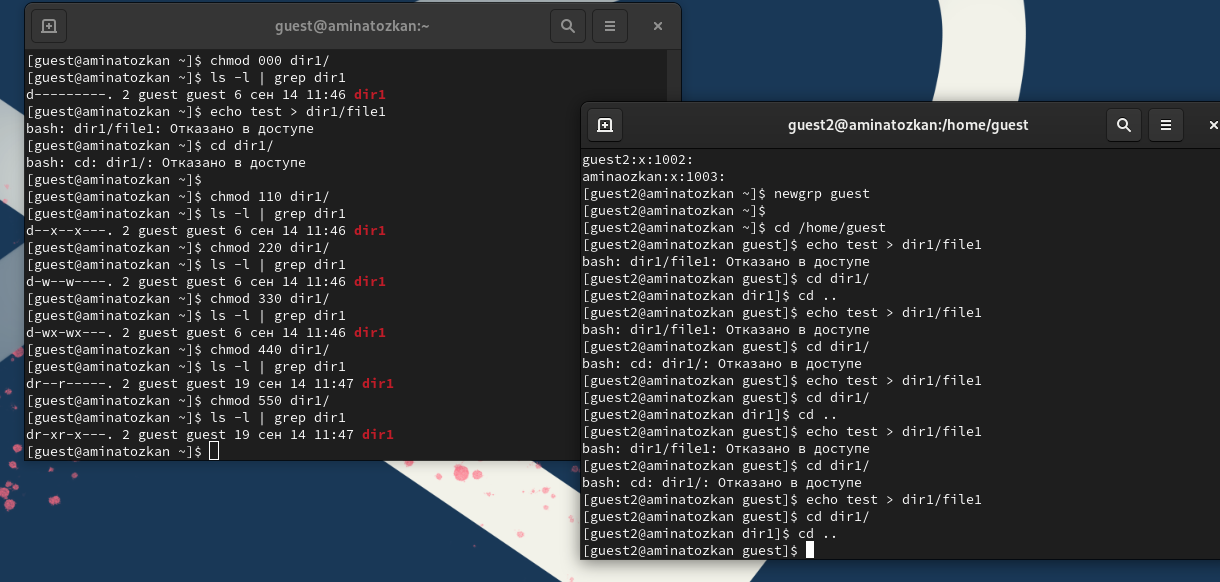 guest@aminatozkan:~
[guest@aminatozkan ~]$ chmod 000 dir1/
[guest@aminatozkan ~]$ ls -l | grep dir1
d---------. 2 guest guest 6 сен 14 11:46 dir1
[guest@aminatozkan ~]$ echo test > dir1/file1
bash: dir1/file1: Отказано в доступе
[guest@aminatozkan ~]$ cd dir1/
bash: cd: dir1/: Отказано в доступе
[guest@aminatozkan ~]$
[guest@aminatozkan ~]$ chmod 110 dir1/
[guest@aminatozkan ~]$ ls -l | grep dir1
d--x--x---. 2 guest guest 6 сен 14 11:46 dir1
[guest@aminatozkan ~]$ chmod 220 dir1/
[guest@aminatozkan ~]$ ls -l | grep dir1
d-w--w----. 2 guest guest 6 сен 14 11:46 dir1
[guest@aminatozkan ~]$ chmod 330 dir1/
[guest@aminatozkan ~]$ ls -l | grep dir1
d-wx-wx---. 2 guest guest 6 сен 14 11:46 dir1
[guest@aminatozkan ~]$ chmod 440 dir1/
[guest@aminatozkan ~]$ ls -l | grep dir1
dr--r-----. 2 guest guest 19 сен 14 11:47 dir1
[guest@aminatozkan ~]$ chmod 550 dir1/
[guest@aminatozkan ~]$ ls -l | grep dir1
dr-xr-x---. 2 guest guest 19 сен 14 11:47 dir1
[guest@aminatozkan ~]$
guest2@aminatozkan:/home/guest
guest2:x:1002:
aminaozkan:x:1003:
[guest2@aminatozkan ~]$ newgrp guest
[guest2@aminatozkan ~]$
[guest2@aminatozkan ~]$ cd /home/guest
[guest2@aminatozkan guest]$ echo test > dir1/file1
bash: dir1/file1: Отказано в доступе
[guest2@aminatozkan guest]$ cd dir1/
[guest2@aminatozkan dir1]$ cd ..
[guest2@aminatozkan guest]$ echo test > dir1/file1
bash: dir1/file1: Отказано в доступе
[guest2@aminatozkan guest]$ cd dir1/
bash: cd: dir1/: Отказано в доступе
[guest2@aminatozkan guest]$ echo test > dir1/file1
[guest2@aminatozkan guest]$ cd dir1/
[guest2@aminatozkan dir1]$ cd ..
[guest2@aminatozkan guest]$ echo test > dir1/file1
bash: dir1/file1: Отказано в доступе
[guest2@aminatozkan guest]$ cd dir1/
bash: cd: dir1/: Отказано в доступе
[guest2@aminatozkan guest]$ echo test > dir1/file1
[guest2@aminatozkan guest]$ cd dir1/
[guest2@aminatozkan dir1]$ cd ..
[guest2@aminatozkan guest]$